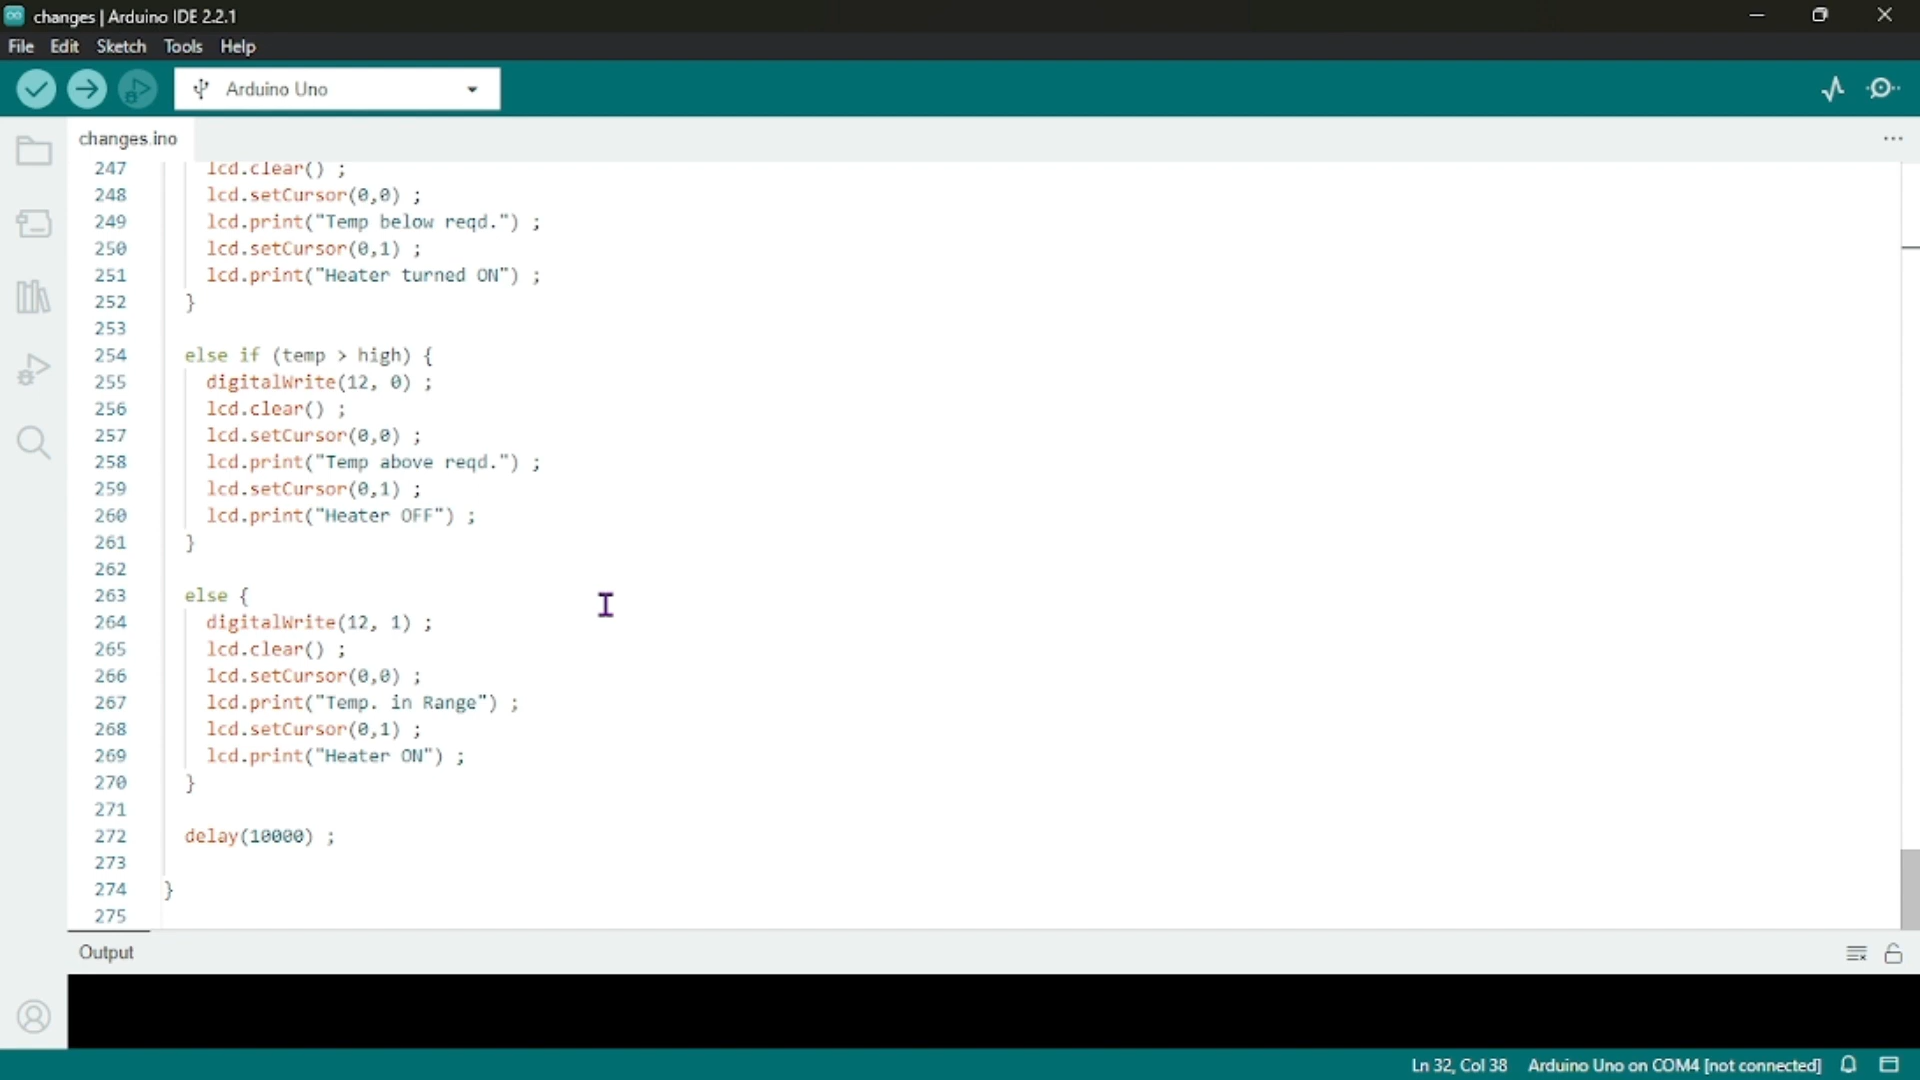 changes | Arduino IDE 2.2.1
File Edit Sketch Tools Help
Arduino Uno
changes.ino
247 lcd.clear() ;
248 lcd.setCursor(0,0) ;
249 lcd.print("Temp below reqd.") ;
250 lcd.setCursor(0,1) ;
251 lcd.print("Heater turned ON") ;
252 }
253
254 else if (temp > high) {
255 digitalWrite(12, 0) ;
256 lcd.clear() ;
257 lcd.setCursor(0,0) ;
258 lcd.print("Temp above reqd.") ;
259 lcd.setCursor(0,1) ;
260 lcd.print("Heater OFF") ;
261 }
262
263 else {
264 digitalWrite(12, 1) ;
265 lcd.clear() ;
266 lcd.setCursor(0,0) ;
267 lcd.print("Temp. in Range") ;
268 lcd.setCursor(0,1) ;
269 lcd.print("Heater ON") ;
270 }
271
272 delay(10000) ;
273
274 }
275
Output
Ln 32, Col 38 Arduino Uno on COM4 [not connected]